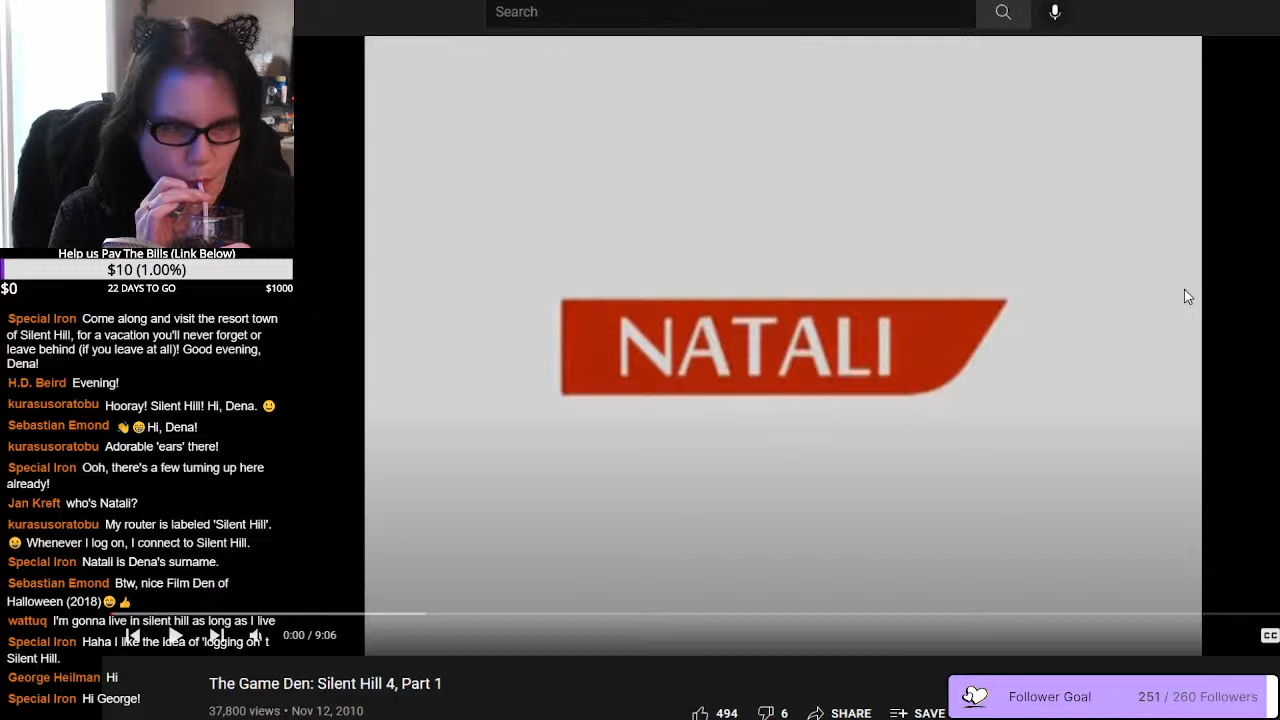 Search
NATALI
Help us Pay The Bills (Link Below)
$10 (1.00%)
$0 22 DAYS TO GO $1000
Special Iron Come along and visit the resort town
of Silent Hill, for a vacation you'll never forget or
leave behind (if you leave at all)! Good evening,
Dena!
H.D. Beird Evening!
kurasusoratobu Hooray! Silent Hill! Hi, Dena. 🙂
Sebastian Emond 👋😁Hi, Dena!
kurasusoratobu Adorable 'ears' there!
Special Iron Ooh, there's a few turning up here
already!
Jan Kreft who's Natali?
kurasusoratobu My router is labeled 'Silent Hill'.
😀 Whenever I log on, I connect to Silent Hill.
Special Iron Natali is Dena's surname.
Sebastian Emond Btw, nice Film Den of
Halloween (2018)😄👍
wattuq I'm gonna live in silent hill as long as I live
Special Iron Haha I like the idea of 'logging on' t
Silent Hill.
George Heilman Hi
Special Iron Hi George!
0:00 / 9:06
CC
The Game Den: Silent Hill 4, Part 1
37,800 views • Nov 12, 2010
494 6 SHARE SAVE
Follower Goal 251 / 260 Followers